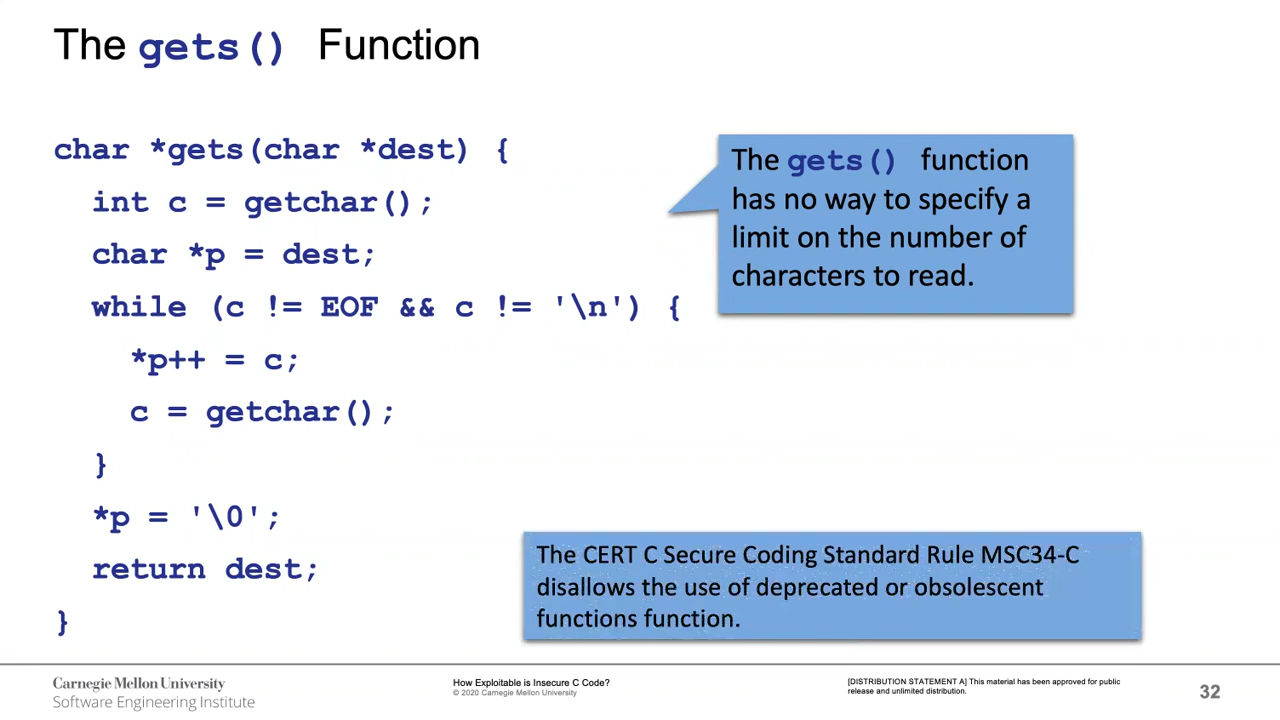 The gets() Function
char *gets(char *dest) {
int c = getchar();
char *p = dest;
while (c != EOF && c != '\n') {
*p++ = c;
c = getchar();
}
*p = '\0';
return dest;
}
The gets() function
has no way to specify a
limit on the number of
characters to read.
The CERT C Secure Coding Standard Rule MSC34-C
disallows the use of deprecated or obsolescent
functions function.
Carnegie Mellon University
Software Engineering Institute
How Exploitable is Insecure C Code?
© 2020 Carnegie Mellon University
[DISTRIBUTION STATEMENT A] This material has been approved for public
release and unlimited distribution.
32